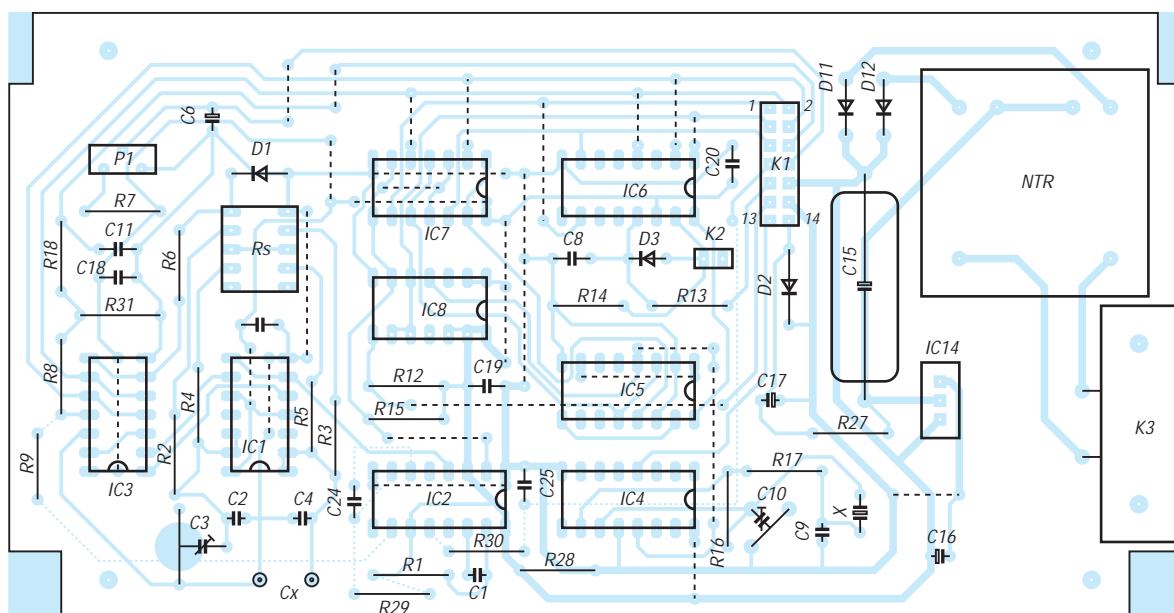 D11
D12
C6
1
2
P1
D1
C20
K1
NTR
R7
IC7
IC6
13
14
R18
C11
C18
R6
Rs
C8
D3
K2
D2
C15
R31
IC8
R14
R13
R8
C19
IC5
IC14
R4
R12
R5
R3
R15
C17
R27
K3
R9
R2
IC3
IC1
C24
IC2
C25
IC4
R17
C2
C4
C10
C3
R30
R16
C9
X
C16
R1
C1
R28
Cx
R29